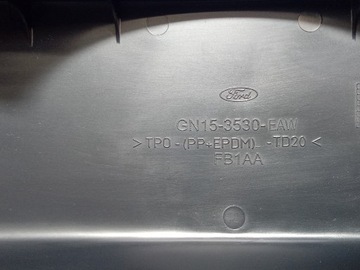 Ford
GN15-3530-EAW
> TPO-(PP+EPDM) -TD20 <
FB1AA